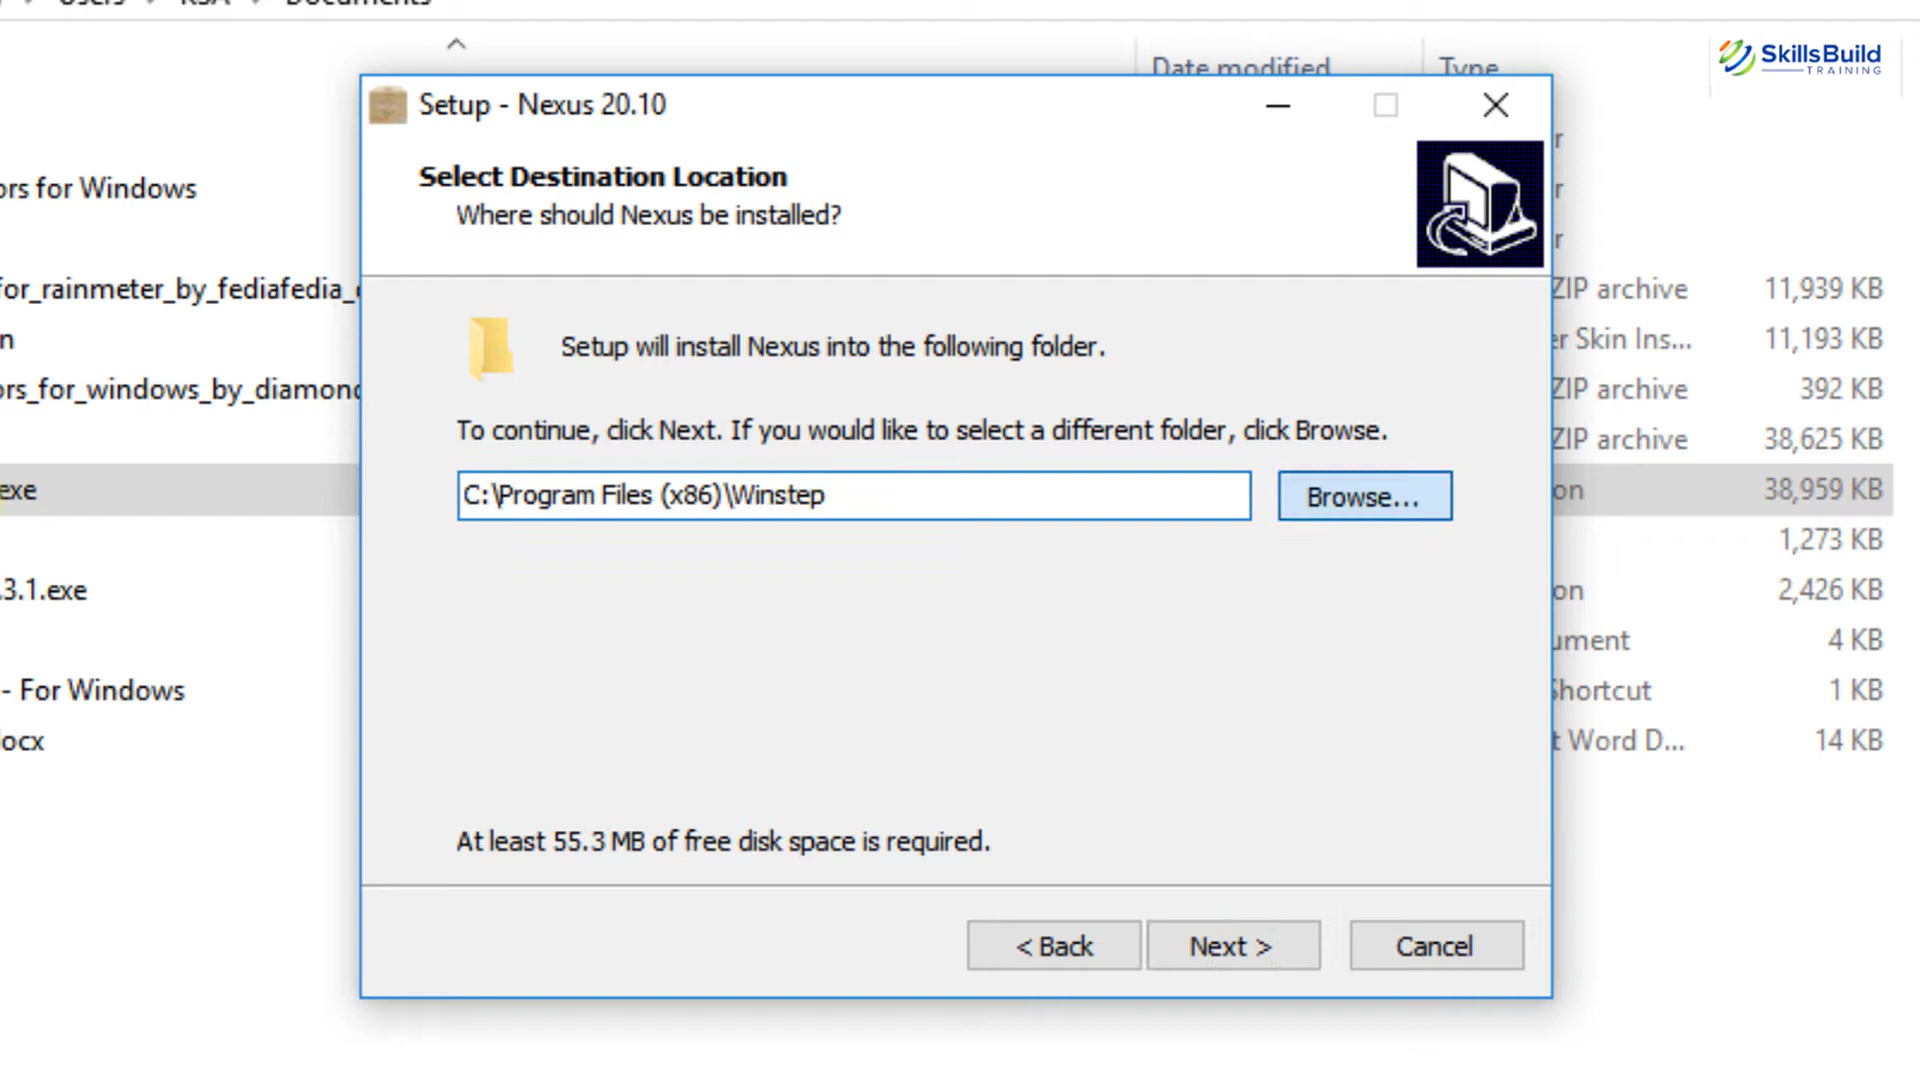 Users
Documents
Date modified
Type
SkillsBuild
TRAINING
Setup - Nexus 20.10
Select Destination Location
Where should Nexus be installed?
ors for Windows
for_rainmeter_by_fediafedia_
ZIP archive
11,939 KB
n
er Skin Ins...
11,193 KB
Setup will install Nexus into the following folder.
ors_for_windows_by_diamond
ZIP archive
392 KB
To continue, click Next. If you would like to select a different folder, click Browse.
ZIP archive
38,625 KB
exe
C:\Program Files (x86)\Winstep
Browse...
on
38,959 KB
1,273 KB
.3.1.exe
on
2,426 KB
ument
4 KB
- For Windows
Shortcut
1 KB
ocx
t Word D...
14 KB
At least 55.3 MB of free disk space is required.
< Back
Next >
Cancel